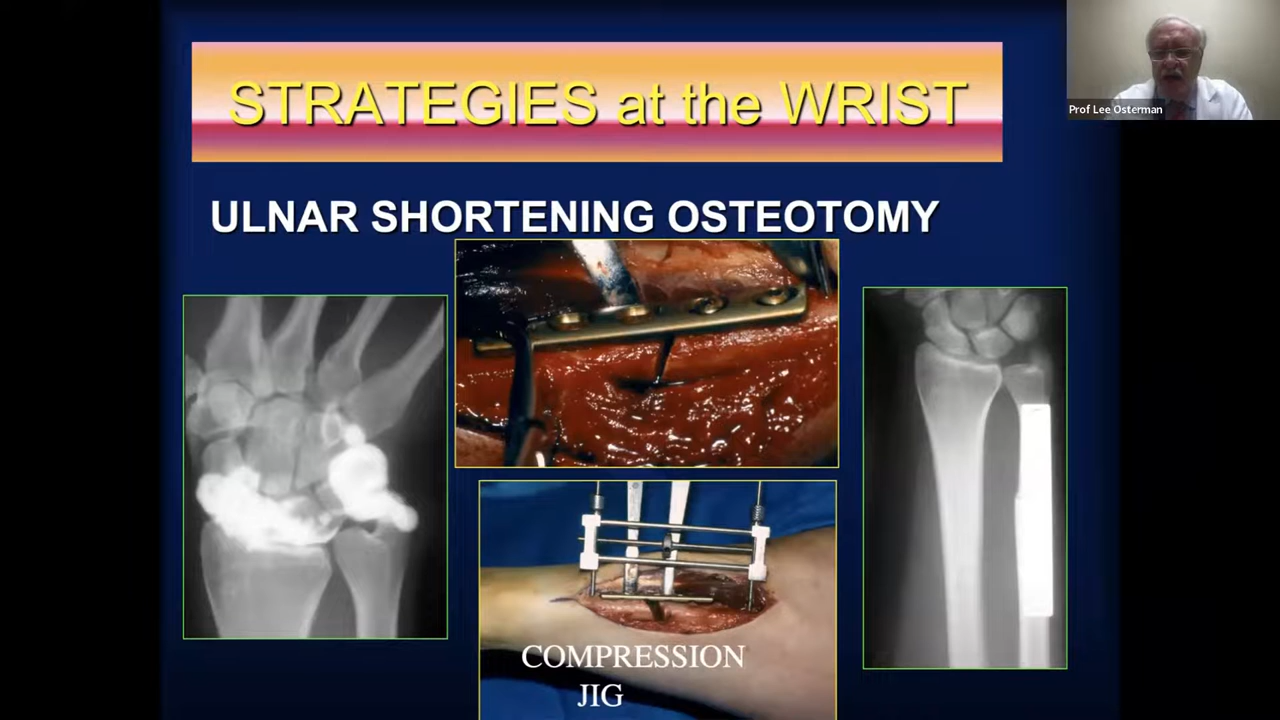 STRATEGIES at the WRIST
Prof Lee Osterman
ULNAR SHORTENING OSTEOTOMY
COMPRESSION
JIG